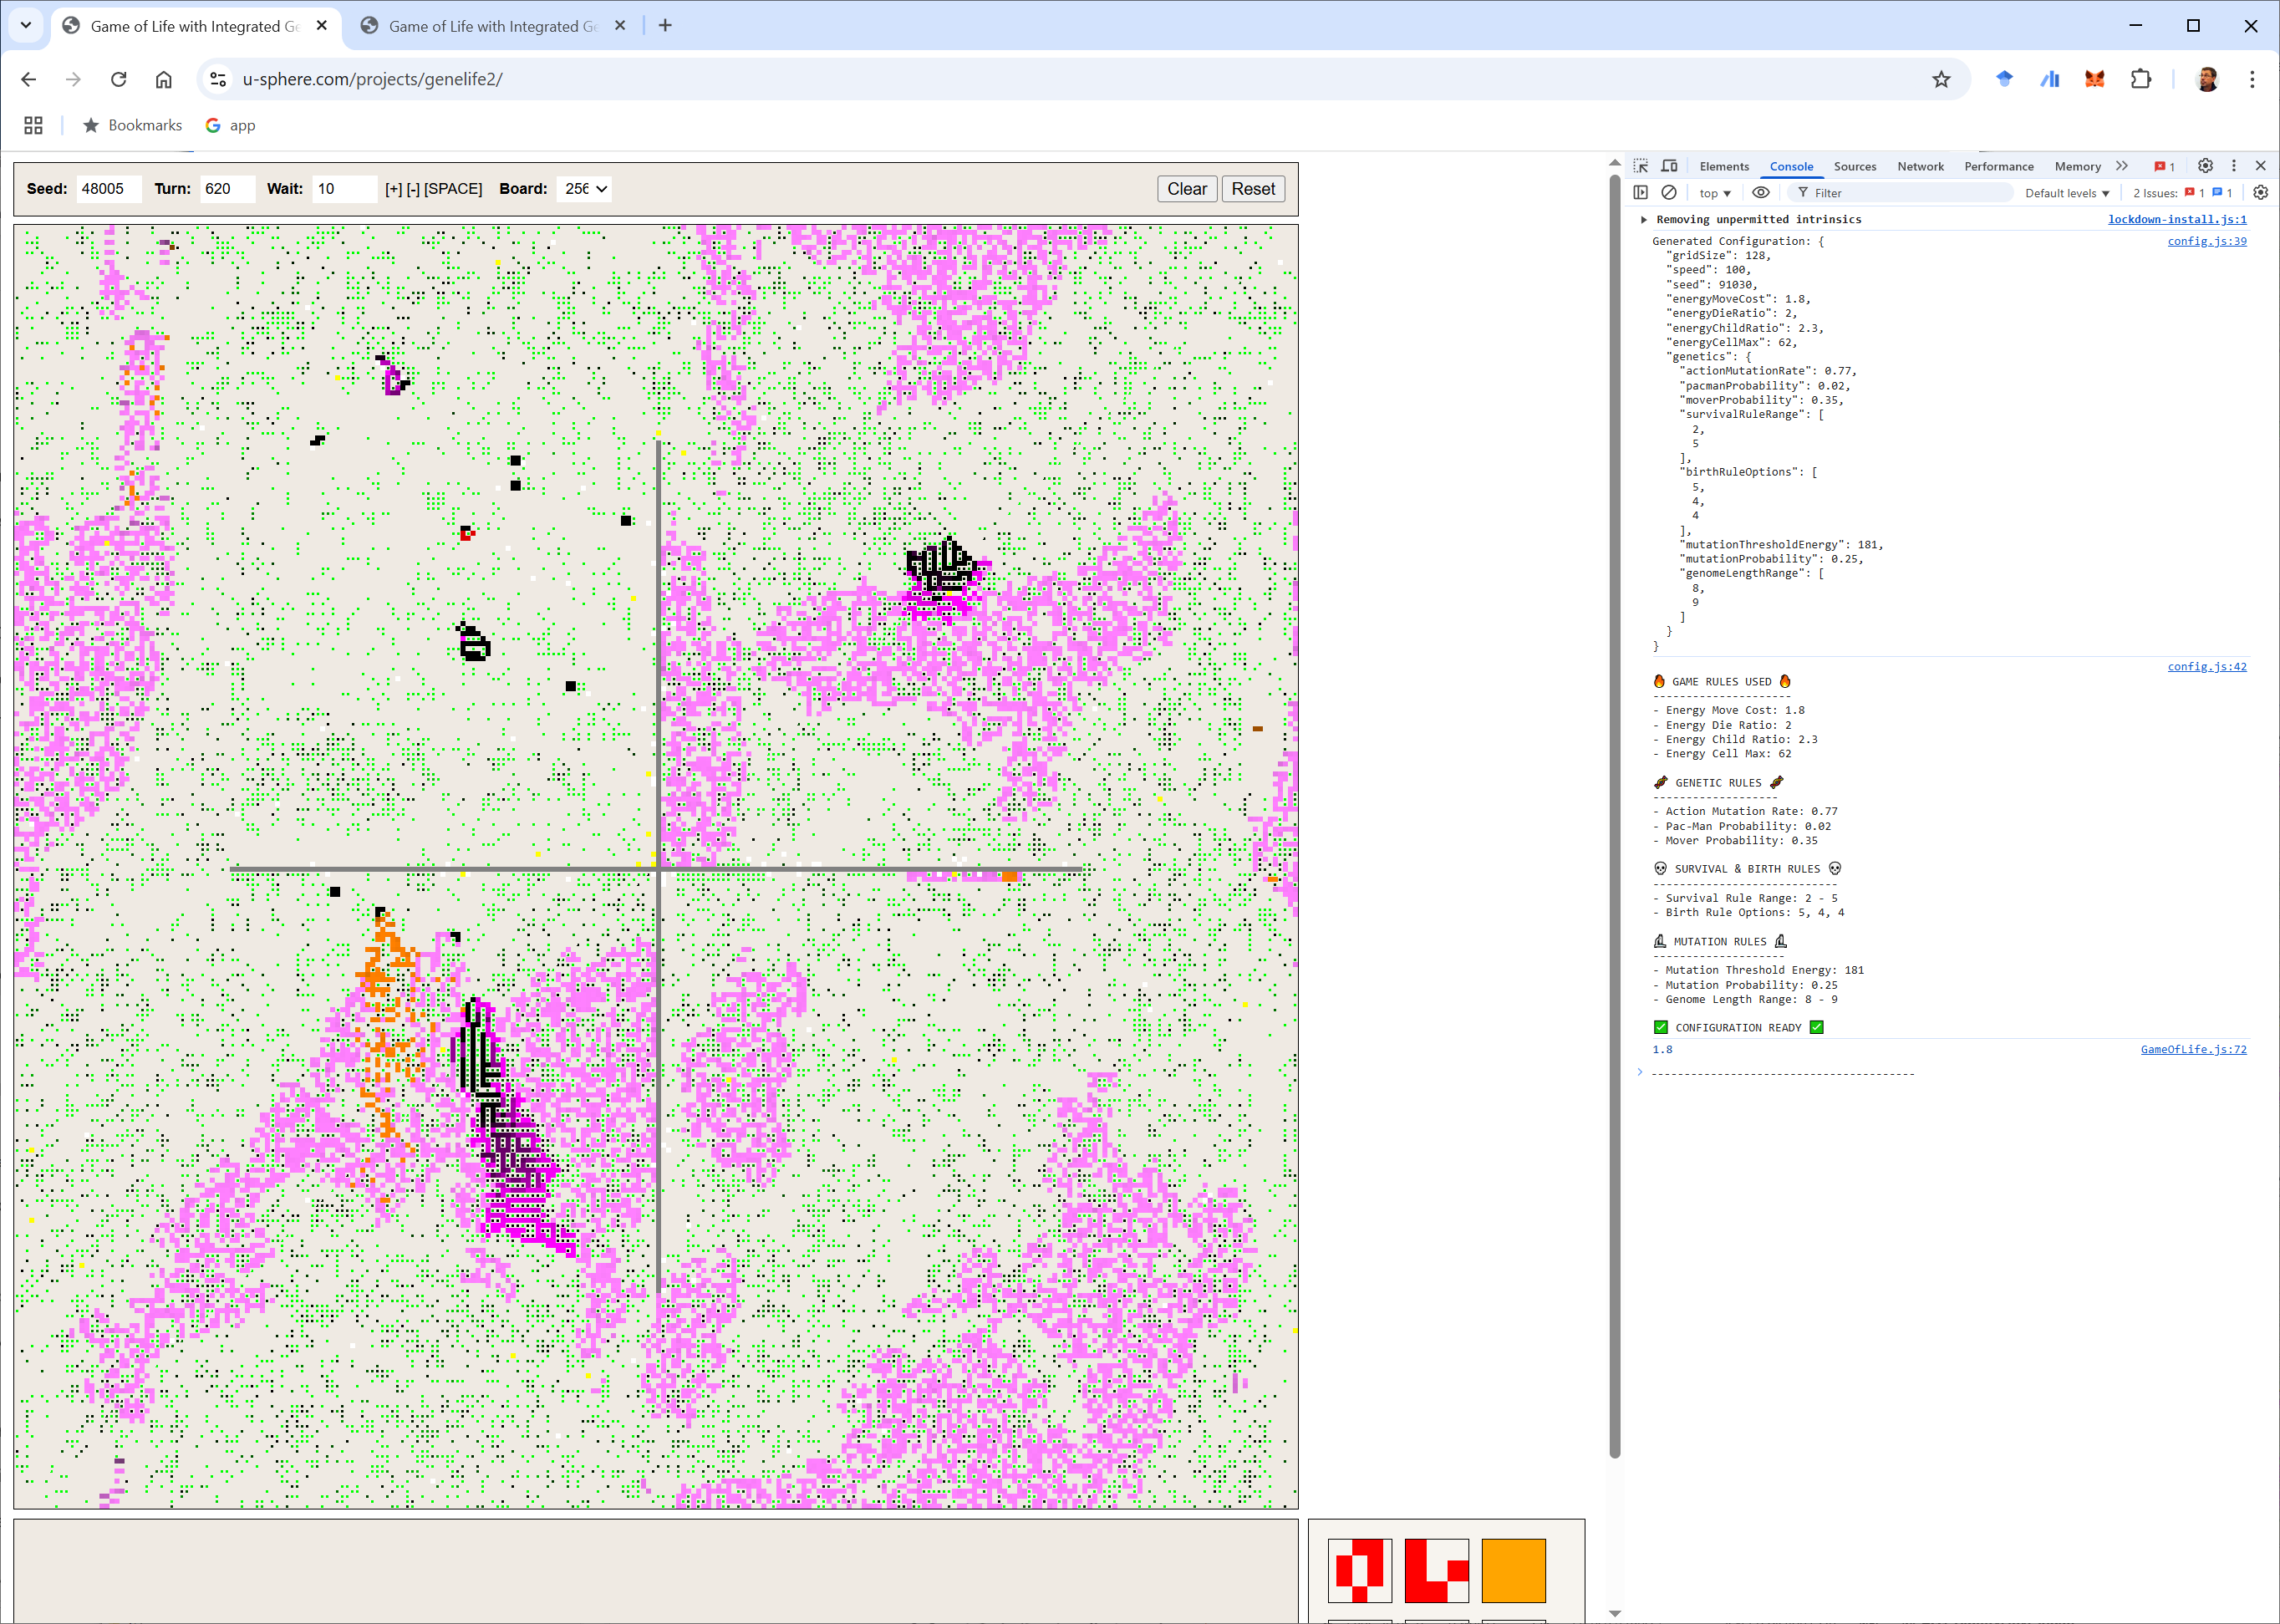 Game of Life with Integrated Ge
Game of Life with Integrated Ge
u-sphere.com/projects/genelife2/
Bookmarks
app
Seed: 48005 Turn: 620 Wait: 10 [+] [-] [SPACE] Board: 256 Clear Reset
Elements Console Sources Network Performance Memory 1
top Filter Default levels 2 Issues: 1 1
Removing unpermitted intrinsics lockdown-install.js:1
Generated Configuration: { config.js:39
"gridSize": 128,
"speed": 100,
"seed": 91030,
"energyMoveCost": 1.8,
"energyDieRatio": 2,
"energyChildRatio": 2.3,
"energyCellMax": 62,
"genetics": {
"actionMutationRate": 0.77,
"pacmanProbability": 0.02,
"moverProbability": 0.35,
"survivalRuleRange": [
2,
5
],
"birthRuleOptions": [
5,
4,
4
],
"mutationThresholdEnergy": 181,
"mutationProbability": 0.25,
"genomeLengthRange": [
8,
9
]
}
}
config.js:42
🔥 GAME RULES USED 🔥
---------------------
- Energy Move Cost: 1.8
- Energy Die Ratio: 2
- Energy Child Ratio: 2.3
- Energy Cell Max: 62
GENETIC RULES
-------------------
- Action Mutation Rate: 0.77
- Pac-Man Probability: 0.02
- Mover Probability: 0.35
💀 SURVIVAL & BIRTH RULES 💀
----------------------------
- Survival Rule Range: 2 - 5
- Birth Rule Options: 5, 4, 4
MUTATION RULES
-------------------
- Mutation Threshold Energy: 181
- Mutation Probability: 0.25
- Genome Length Range: 8 - 9
✅ CONFIGURATION READY ✅
1.8 GameOfLife.js:72
----------------------------------------